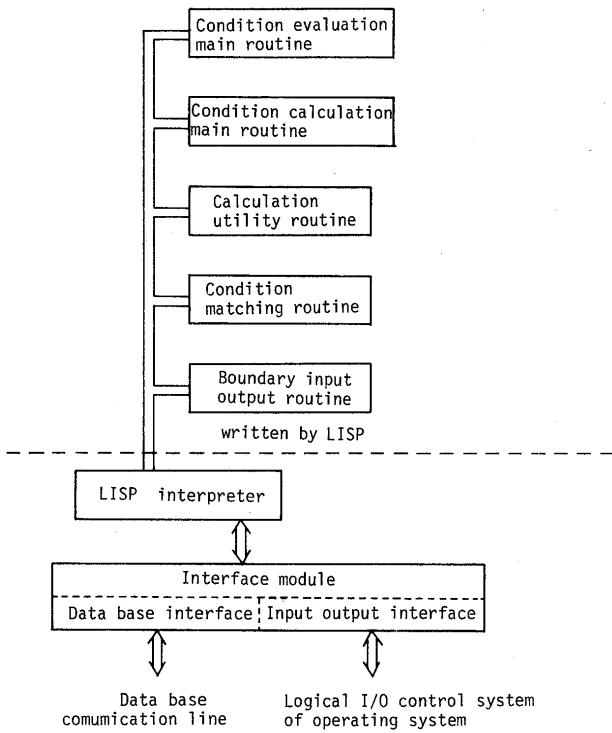 Condition evaluation
main routine
Condition calculation
main routine
Calculation
utility routine
Condition
matching routine
Boundary input
output routine
written by LISP
LISP interpreter
Interface module
Data base interface
Input output interface
Data base
comumication line
Logical I/O control system
of operating system